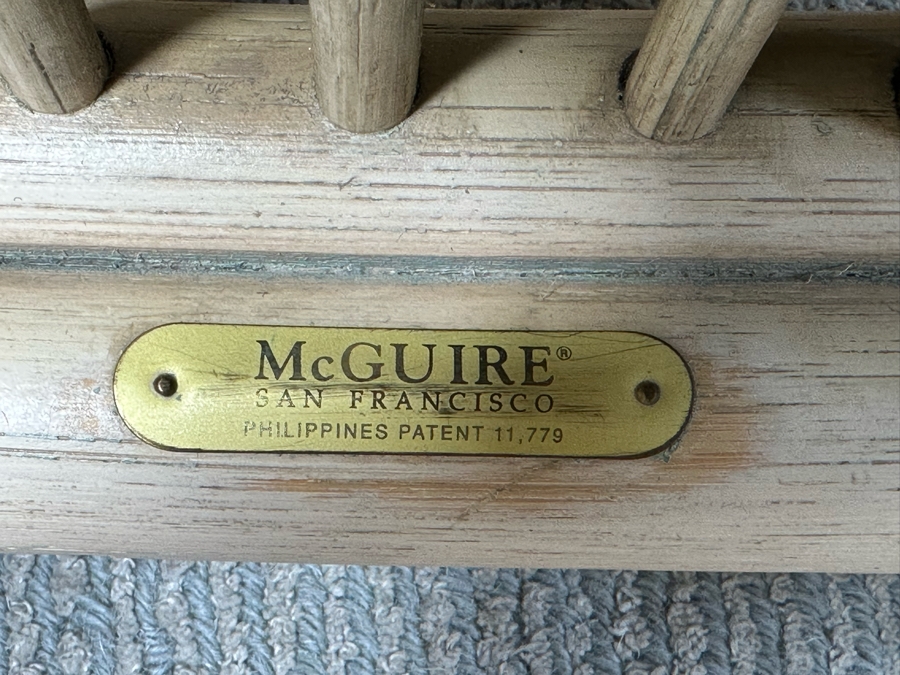 McGUIRE®
SAN FRANCISCO
PHILIPPINES PATENT 11,779